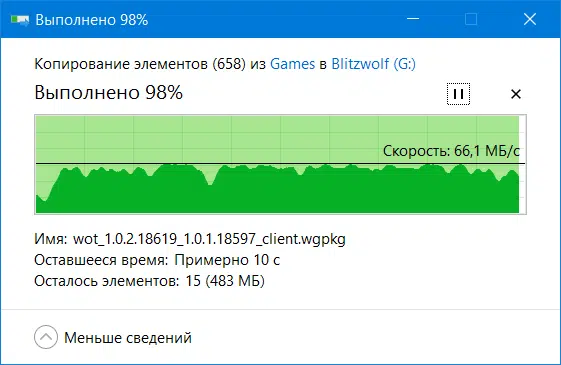 Выполнено 98%
Копирование элементов (658) из Games в Blitzwolf (G:)
Выполнено 98%
Скорость: 66,1 МБ/с
Имя: wot_1.0.2.18619_1.0.1.18597_client.wgpkg
Оставшееся время: Примерно 10 с
Осталось элементов: 15 (483 МБ)
Меньше сведений